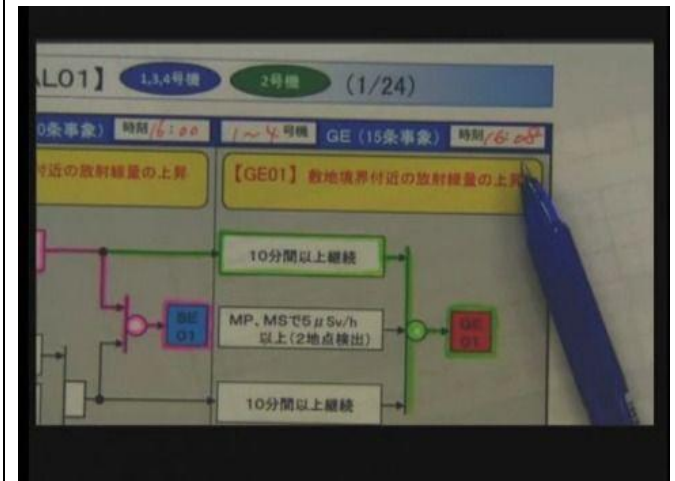 AL01】 1,3,4号機 2号機 (1/24)
0条事象) 時刻 16:00 1～4 号機 GE (15条事象) 時刻 16:08
付近の放射線量の上昇
【GE01】 敷地境界付近の放射線量の上昇
10分間以上継続
SE
01
MP、MSで5μSv/h
以上(2地点検出)
GE
01
10分間以上継続